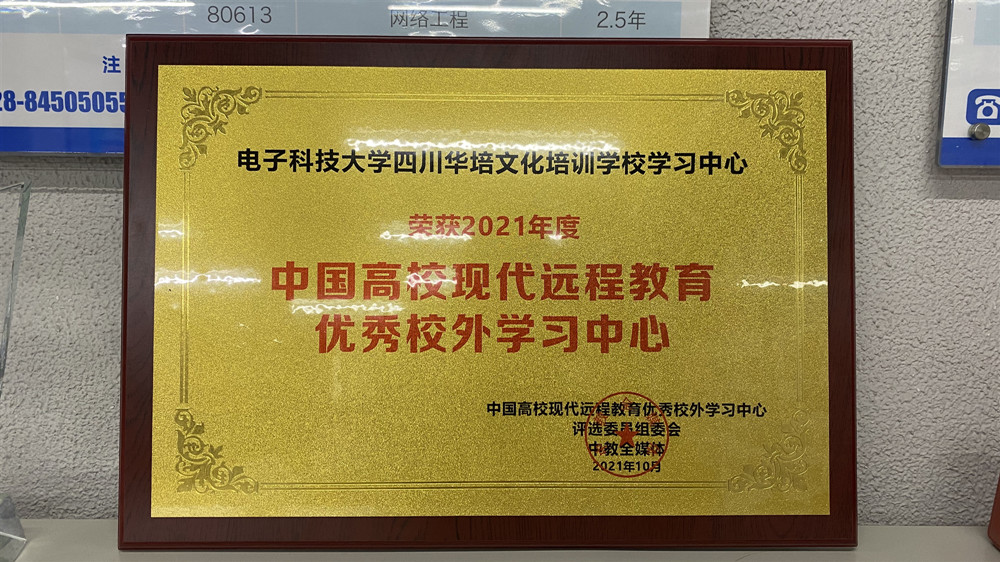 80613 网络工程 2.5年
注
28-84505055
电子科技大学四川华培文化培训学校学习中心
荣获2021年度
中国高校现代远程教育
优秀校外学习中心
中国高校现代远程教育优秀校外学习中心
评选委员组委会
中教全媒体
2021年10月